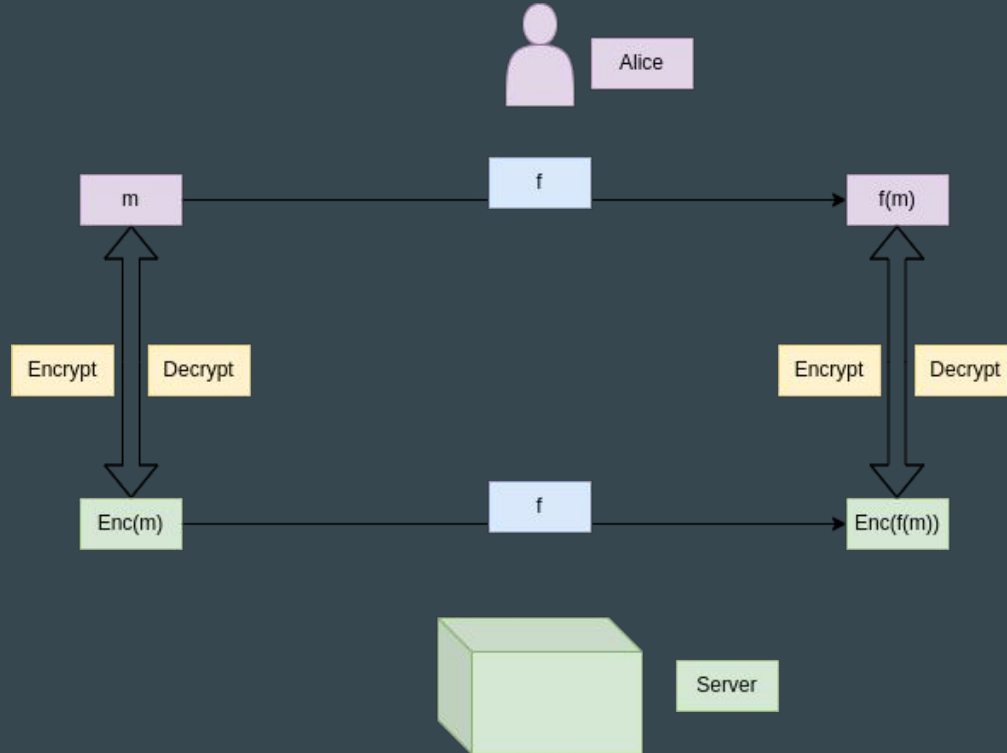 Alice
m
f
f(m)
Encrypt
Decrypt
Encrypt
Decrypt
Enc(m)
f
Enc(f(m))
Server